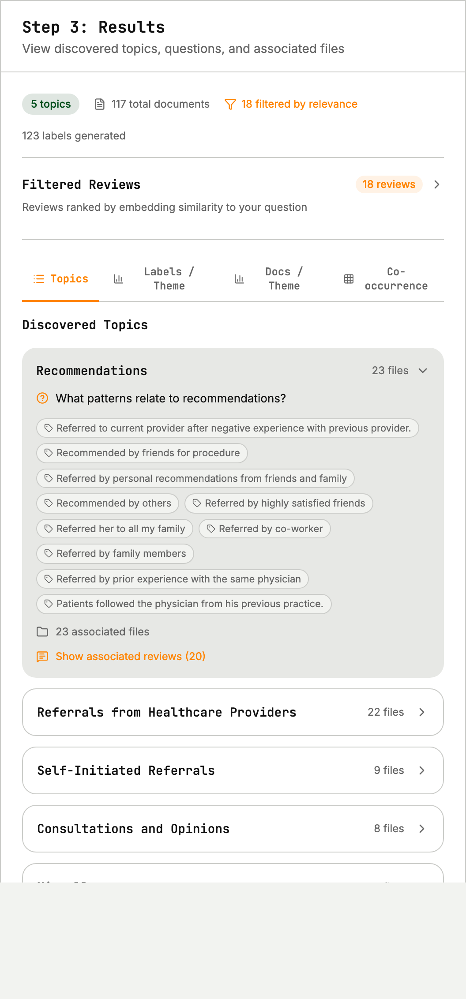 Step 3: Results
View discovered topics, questions, and associated files
5 topics
117 total documents
18 filtered by relevance
123 labels generated
Filtered Reviews
18 reviews
Reviews ranked by embedding similarity to your question
Topics
Labels /
Theme
Docs /
Theme
Co-
occurrence
Discovered Topics
Recommendations
23 files
What patterns relate to recommendations?
Referred to current provider after negative experience with previous provider.
Recommended by friends for procedure
Referred by personal recommendations from friends and family
Recommended by others
Referred by highly satisfied friends
Referred her to all my family
Referred by co-worker
Referred by family members
Referred by prior experience with the same physician
Patients followed the physician from his previous practice.
23 associated files
Show associated reviews (20)
Referrals from Healthcare Providers
22 files
Self-Initiated Referrals
9 files
Consultations and Opinions
8 files